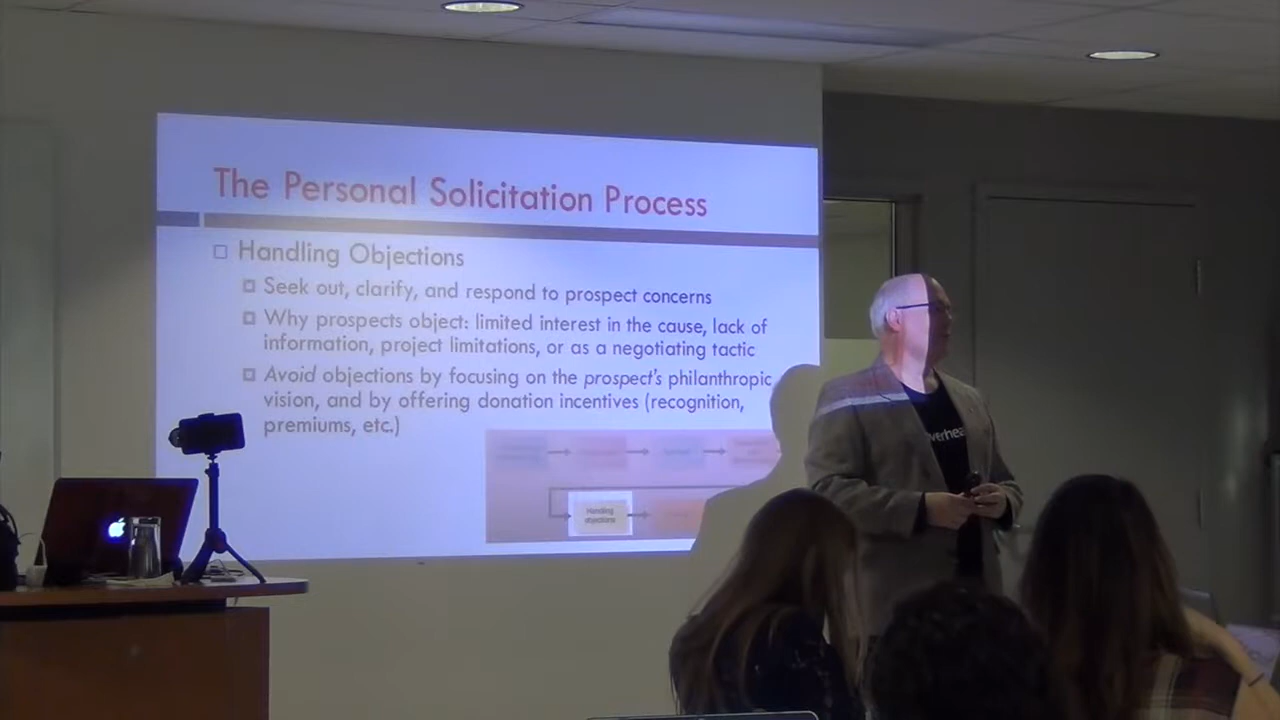 The Personal Solicitation Process
Handling Objections
Seek out, clarify, and respond to prospect concerns
Why prospects object: limited interest in the cause, lack of
information, project limitations, or as a negotiating tactic
Avoid objections by focusing on the prospect's philanthropic
vision, and by offering donation incentives (recognition,
premiums, etc.)
Handling
objections
verhea